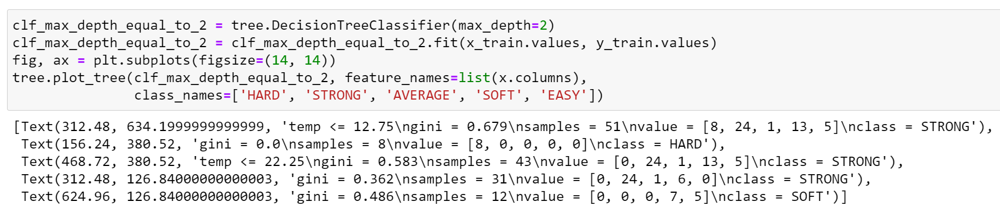 clf_max_depth_equal_to_2 = tree.DecisionTreeClassifier(max_depth=2)
clf_max_depth_equal_to_2 = clf_max_depth_equal_to_2.fit(x_train.values, y_train.values)
fig, ax = plt.subplots(figsize=(14, 14))
tree.plot_tree(clf_max_depth_equal_to_2, feature_names=list(x.columns),
class_names=['HARD', 'STRONG', 'AVERAGE', 'SOFT', 'EASY'])
[Text(312.48, 634.1999999999999, 'temp <= 12.75\ngini = 0.679\nsamples = 51\nvalue = [8, 24, 1, 13, 5]\nclass = STRONG'),
Text(156.24, 380.52, 'gini = 0.0\nsamples = 8\nvalue = [8, 0, 0, 0, 0]\nclass = HARD'),
Text(468.72, 380.52, 'temp <= 22.25\ngini = 0.583\nsamples = 43\nvalue = [0, 24, 1, 13, 5]\nclass = STRONG'),
Text(312.48, 126.84000000000003, 'gini = 0.362\nsamples = 31\nvalue = [0, 24, 1, 6, 0]\nclass = STRONG'),
Text(624.96, 126.84000000000003, 'gini = 0.486\nsamples = 12\nvalue = [0, 0, 0, 7, 5]\nclass = SOFT')]